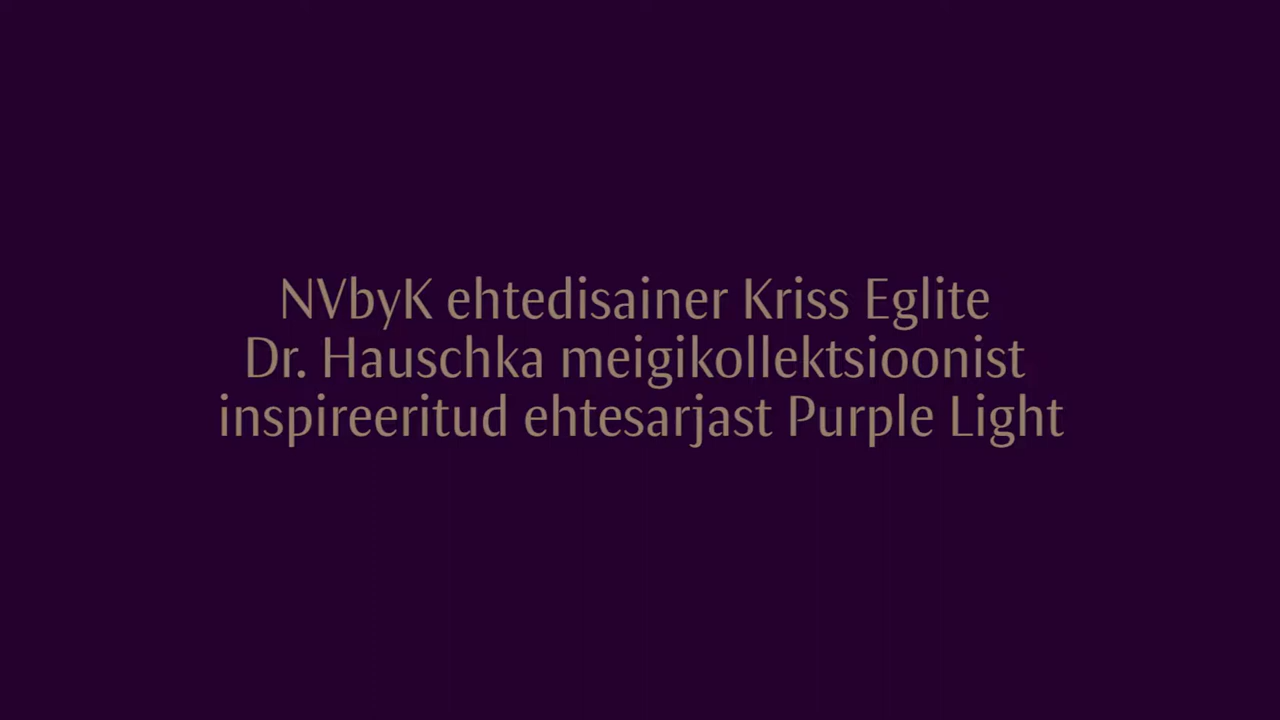 NVbyK ehtedisainer Kriss Eglite
Dr. Hauschka meigikollektsioonist
inspireeritud ehtesarjast Purple Light